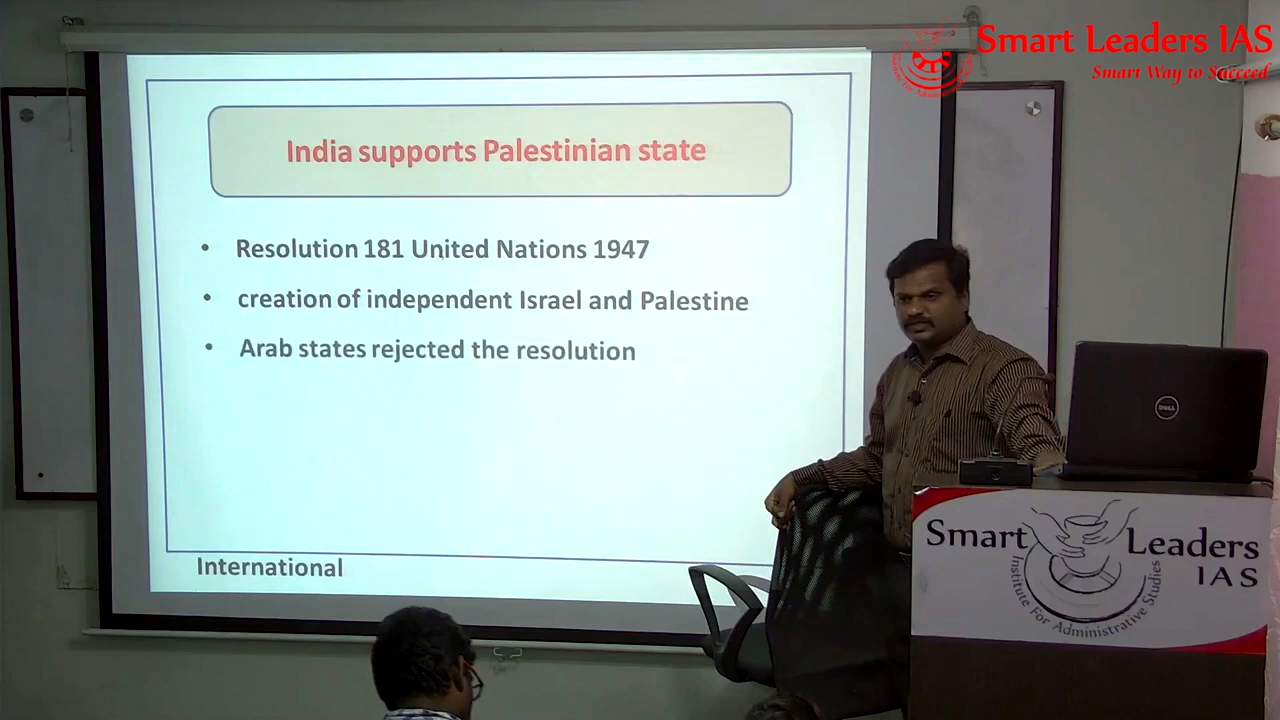 Smart Leaders IAS
Smart Way to Succeed
India supports Palestinian state
• Resolution 181 United Nations 1947
• creation of independent Israel and Palestine
• Arab states rejected the resolution
International
DELL
Smart Leaders
IAS
Institute For Administrative Studies